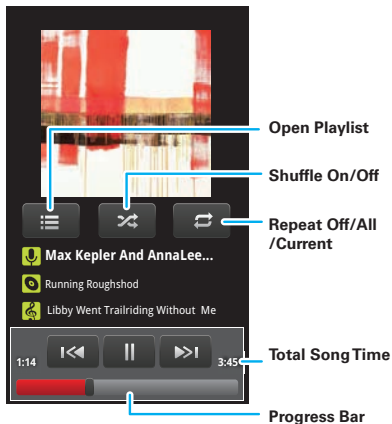 Open Playlist
Shuffle On/Off
Repeat Off/All
/Current
Max Kepler And AnnaLee...
Running Roughshod
Libby Went Trailriding Without Me
1:14
3:45
Total Song Time
Progress Bar